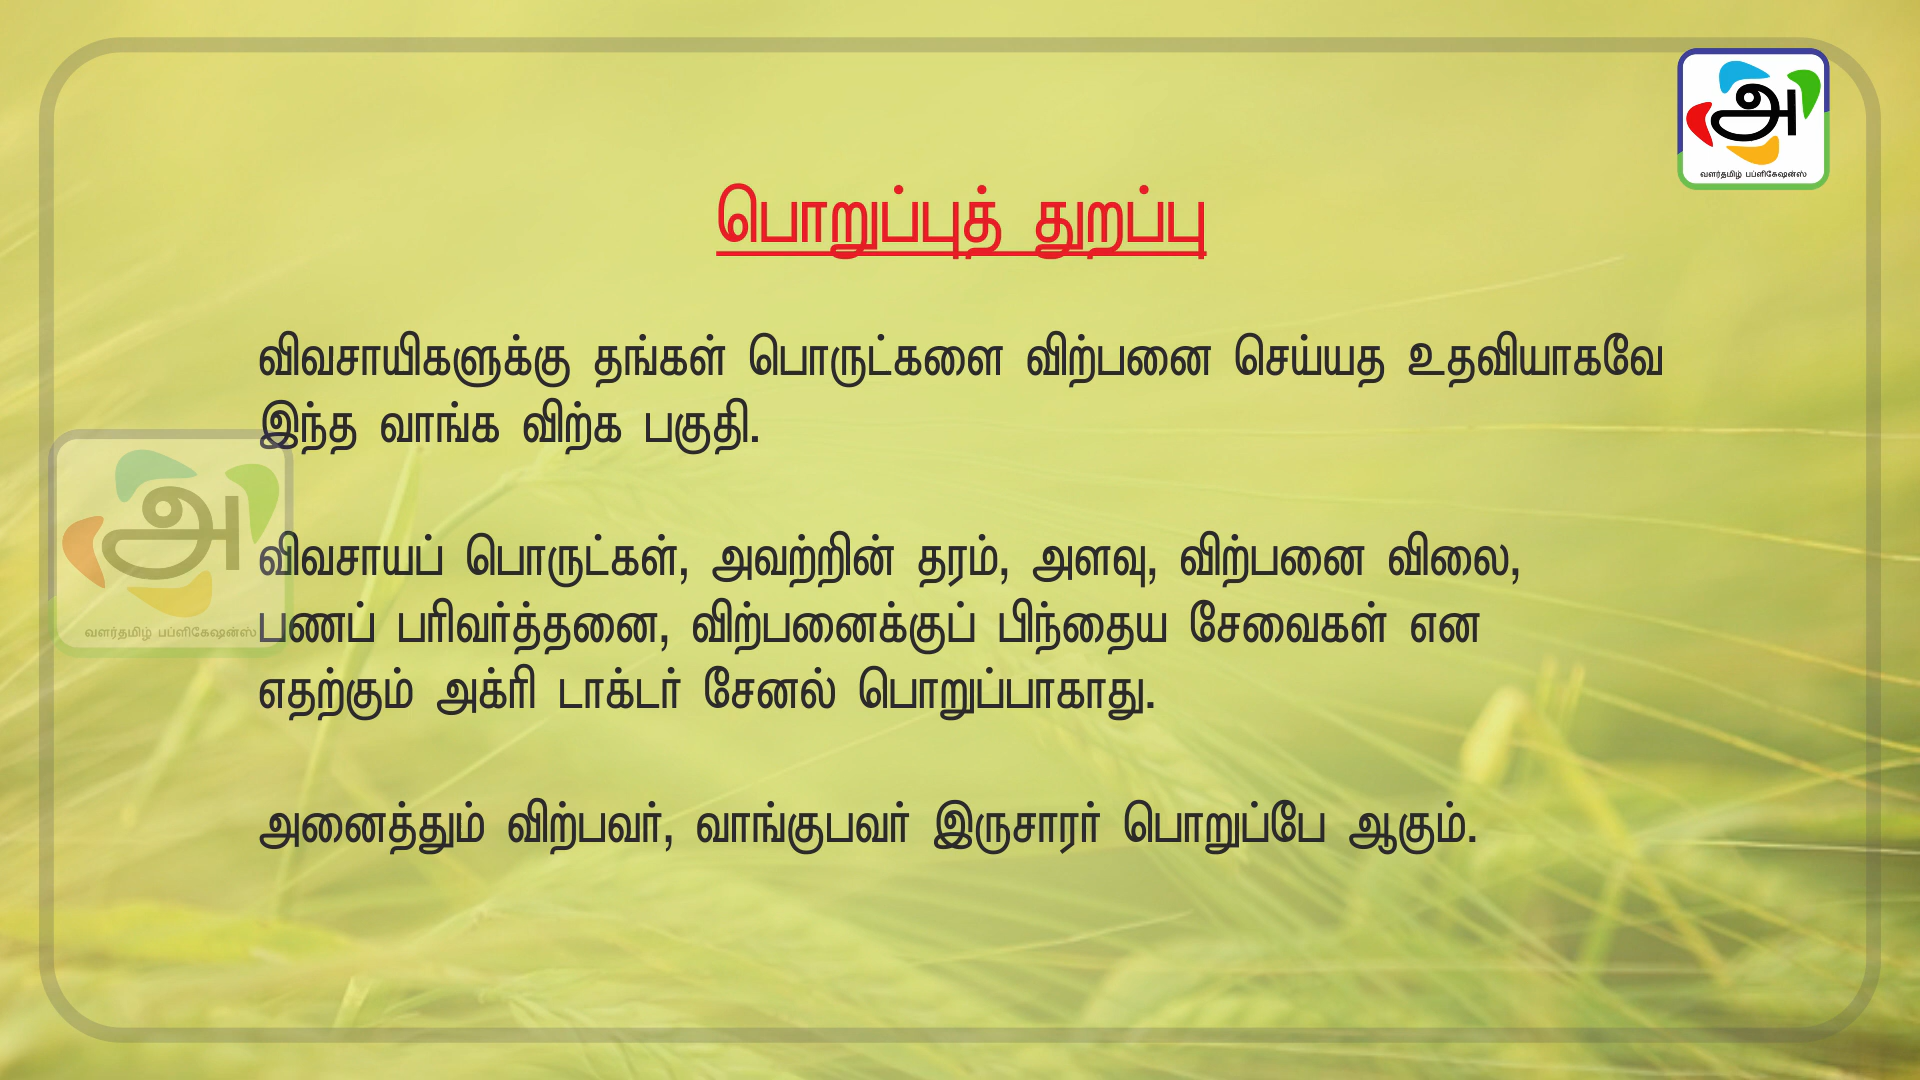 அ
வளர்தமிழ் பப்ளிகேஷன்ஸ்
பொறுப்புத் துறப்பு
விவசாயிகளுக்கு தங்கள் பொருட்களை விற்பனை செய்யத உதவியாகவே
இந்த வாங்க விற்க பகுதி.
அ
வளர்தமிழ் பப்ளிகேஷன்ஸ்
விவசாயப் பொருட்கள், அவற்றின் தரம், அளவு, விற்பனை விலை,
பணப் பரிவர்த்தனை, விற்பனைக்குப் பிந்தைய சேவைகள் என
எதற்கும் அக்ரி டாக்டர் சேனல் பொறுப்பாகாது.
அனைத்தும் விற்பவர், வாங்குபவர் இருசாரர் பொறுப்பே ஆகும்.